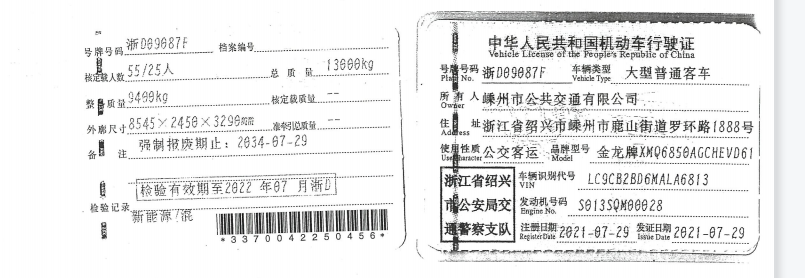 号牌号码 浙D09087F 档案编号
核定载人数 55/25人 总质量 13000kg
整备质量 9400kg 核定载质量 --
外廓尺寸 8545×2450×3290mm 准牵引总质量 --
备注 强制报废期止：2034-07-29
检验有效期至2022年07月浙D
检验记录
新能源/混
*3370042250456*
中华人民共和国机动车行驶证
Vehicle License of the People's Republic of China
号牌号码 浙D09087F 车辆类型 大型普通客车
Plate No. Vehicle Type
所有人 嵊州市公共交通有限公司
Owner
住址 浙江省绍兴市嵊州市鹿山街道罗环路1888号
Address
使用性质 公交客运 品牌型号 金龙牌XMQ6850AGCHEVD61
Use Character Model
浙江省绍兴市公安局交通警察支队
车辆识别代号 LC9CB2BD6MALA6813
VIN
发动机号码 S013SQM00028
Engine No.
注册日期 2021-07-29 发证日期 2021-07-29
Register Date Issue Date